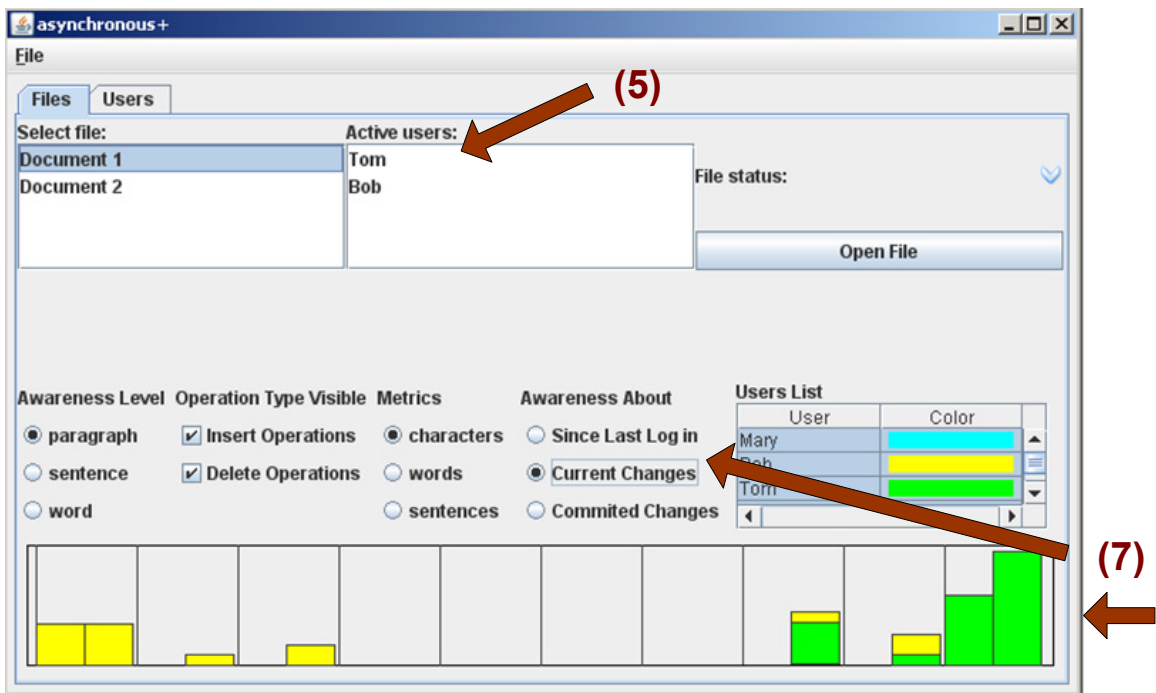 asynchronous+
File
(5)
Files Users
Select file: Active users:
Document 1 Tom
Document 2 Bob
File status:
Open File
Awareness Level Operation Type Visible Metrics Awareness About Users List
User Color
paragraph Insert Operations characters Since Last Log in Mary
sentence Delete Operations words Current Changes Bob
word sentences Commited Changes Tom
(7)